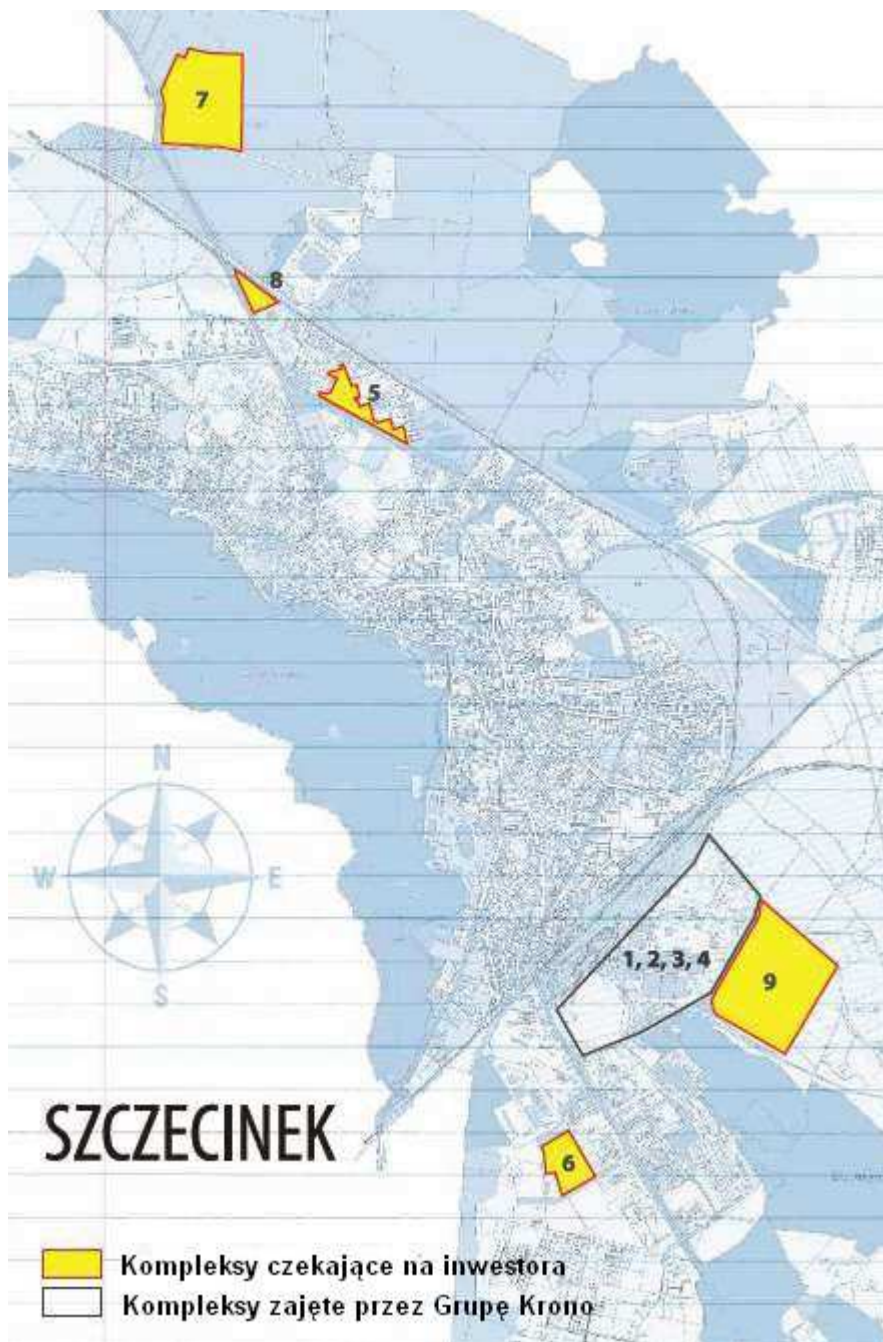 7
8
5
N
W E
S
1, 2, 3, 4
9
SZCZECINEK
6
Kompleksy czekające na inwestora
Kompleksy zajęte przez Grupę Krono